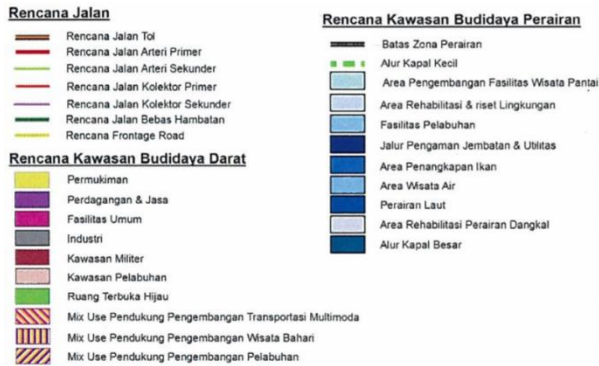 Rencana Jalan
Rencana Jalan Tol
Rencana Jalan Arteri Primer
Rencana Jalan Arteri Sekunder
Rencana Jalan Kolektor Primer
Rencana Jalan Kolektor Sekunder
Rencana Jalan Bebas Hambatan
Rencana Frontage Road
Rencana Kawasan Budidaya Darat
Permukiman
Perdagangan & Jasa
Fasilitas Umum
Industri
Kawasan Militer
Kawasan Pelabuhan
Ruang Terbuka Hijau
Mix Use Pendukung Pengembangan Transportasi Multimoda
Mix Use Pendukung Pengembangan Wisata Bahari
Mix Use Pendukung Pengembangan Pelabuhan
Rencana Kawasan Budidaya Perairan
Batas Zona Perairan
Alur Kapal Kecil
Area Pengembangan Fasilitas Wisata Pantai
Area Rehabilitasi & riset Lingkungan
Fasilitas Pelabuhan
Jalur Pengaman Jembatan & Utilitas
Area Penangkapan Ikan
Area Wisata Air
Perairan Laut
Area Rehabilitasi Perairan Dangkal
Alur Kapal Besar